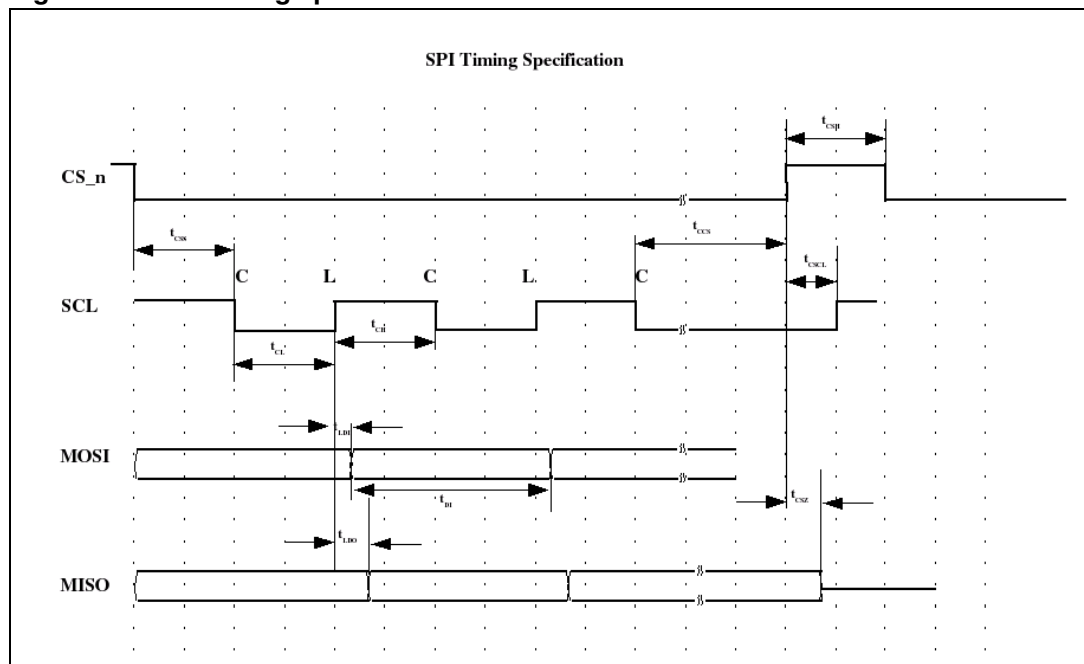 SPI Timing Specification
t_CSH
CS_n
t_CSS
t_CCS
t_CSCL
C L C L C
SCL
t_CH
t_CL
t_LDI
MOSI
t_DI
t_CSZ
t_LDO
MISO